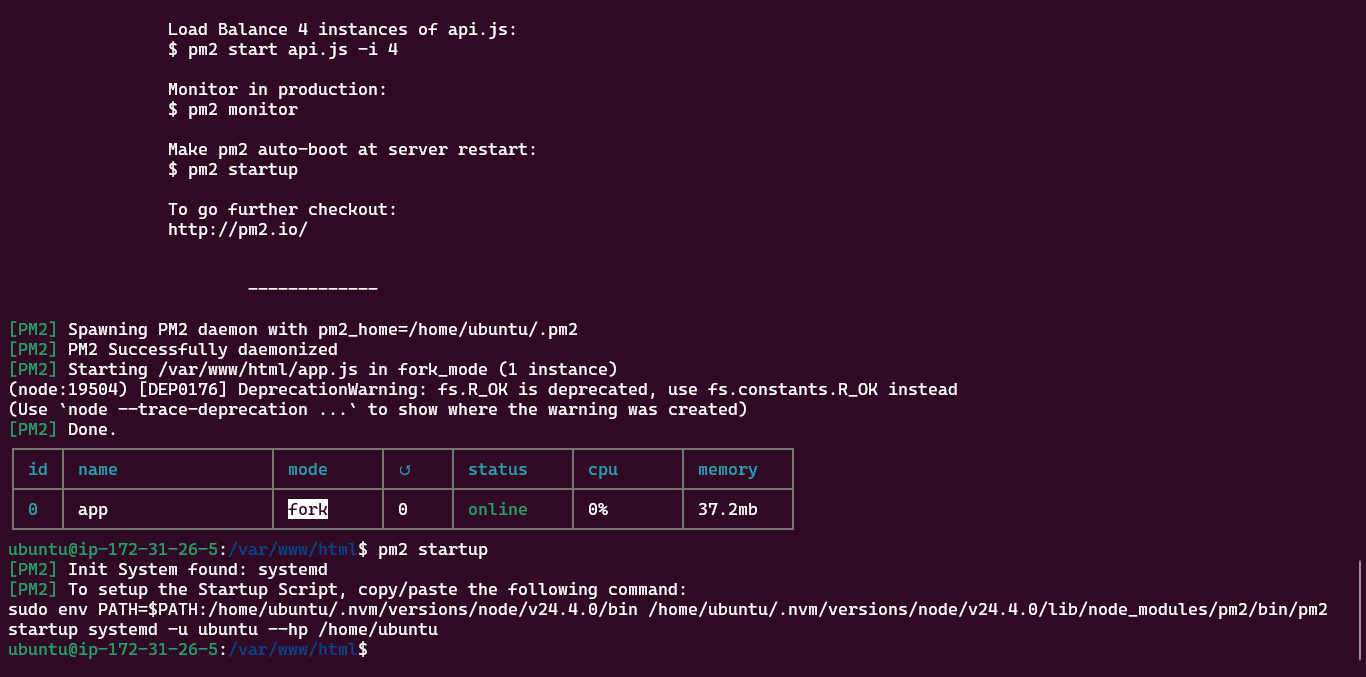 Load Balance 4 instances of api.js:
$ pm2 start api.js -i 4
Monitor in production:
$ pm2 monitor
Make pm2 auto-boot at server restart:
$ pm2 startup
To go further checkout:
http://pm2.io/
-------------
[PM2] Spawning PM2 daemon with pm2_home=/home/ubuntu/.pm2
[PM2] PM2 Successfully daemonized
[PM2] Starting /var/www/html/app.js in fork_mode (1 instance)
(node:19504) [DEP0176] DeprecationWarning: fs.R_OK is deprecated, use fs.constants.R_OK instead
(Use `node --trace-deprecation ...` to show where the warning was created)
[PM2] Done.
id name mode ↺ status cpu memory
0 app fork 0 online 0% 37.2mb
ubuntu@ip-172-31-26-5:/var/www/html$ pm2 startup
[PM2] Init System found: systemd
[PM2] To setup the Startup Script, copy/paste the following command:
sudo env PATH=$PATH:/home/ubuntu/.nvm/versions/node/v24.4.0/bin /home/ubuntu/.nvm/versions/node/v24.4.0/lib/node_modules/pm2/bin/pm2
startup systemd -u ubuntu --hp /home/ubuntu
ubuntu@ip-172-31-26-5:/var/www/html$